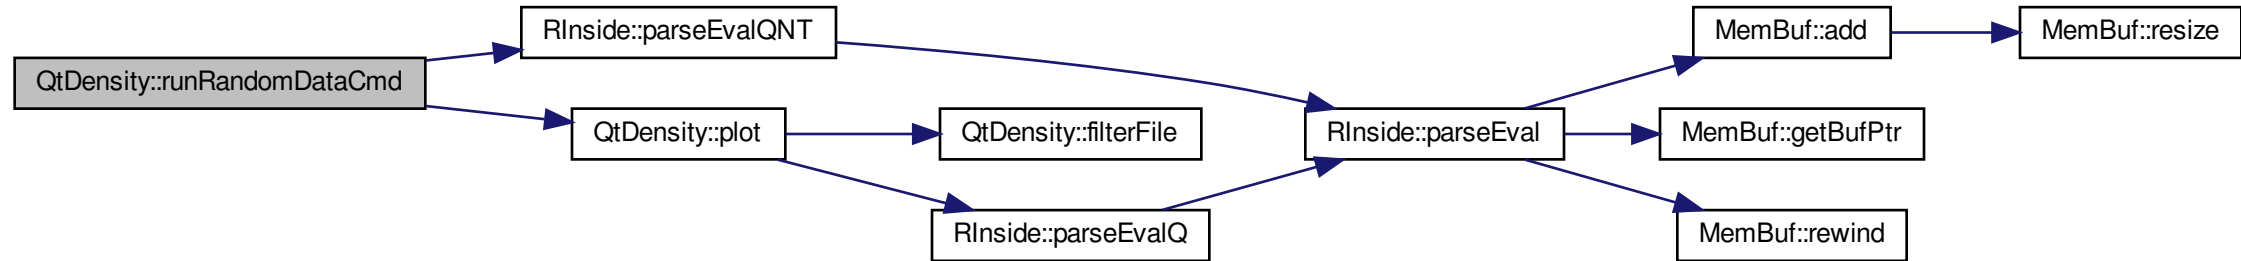 QtDensity::runRandomDataCmd
RInside::parseEvalQNT
QtDensity::plot
QtDensity::filterFile
RInside::parseEvalQ
RInside::parseEval
MemBuf::add
MemBuf::getBufPtr
MemBuf::rewind
MemBuf::resize